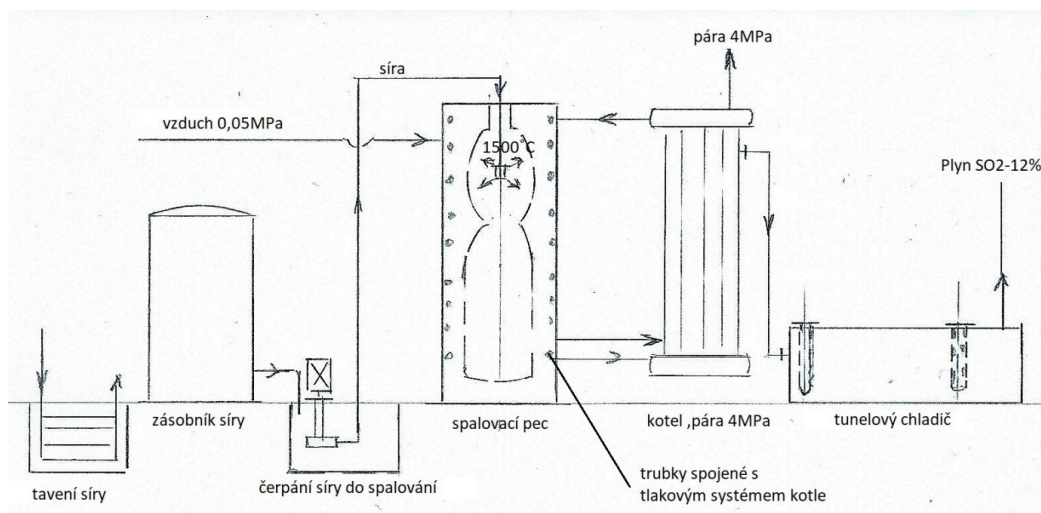 pára 4MPa
síra
vzduch 0,05MPa
1500°C
Plyn SO2-12%
zásobník síry
spalovací pec
kotel ,pára 4MPa
tunelový chladič
tavení síry
čerpání síry do spalování
trubky spojené s
tlakovým systémem kotle